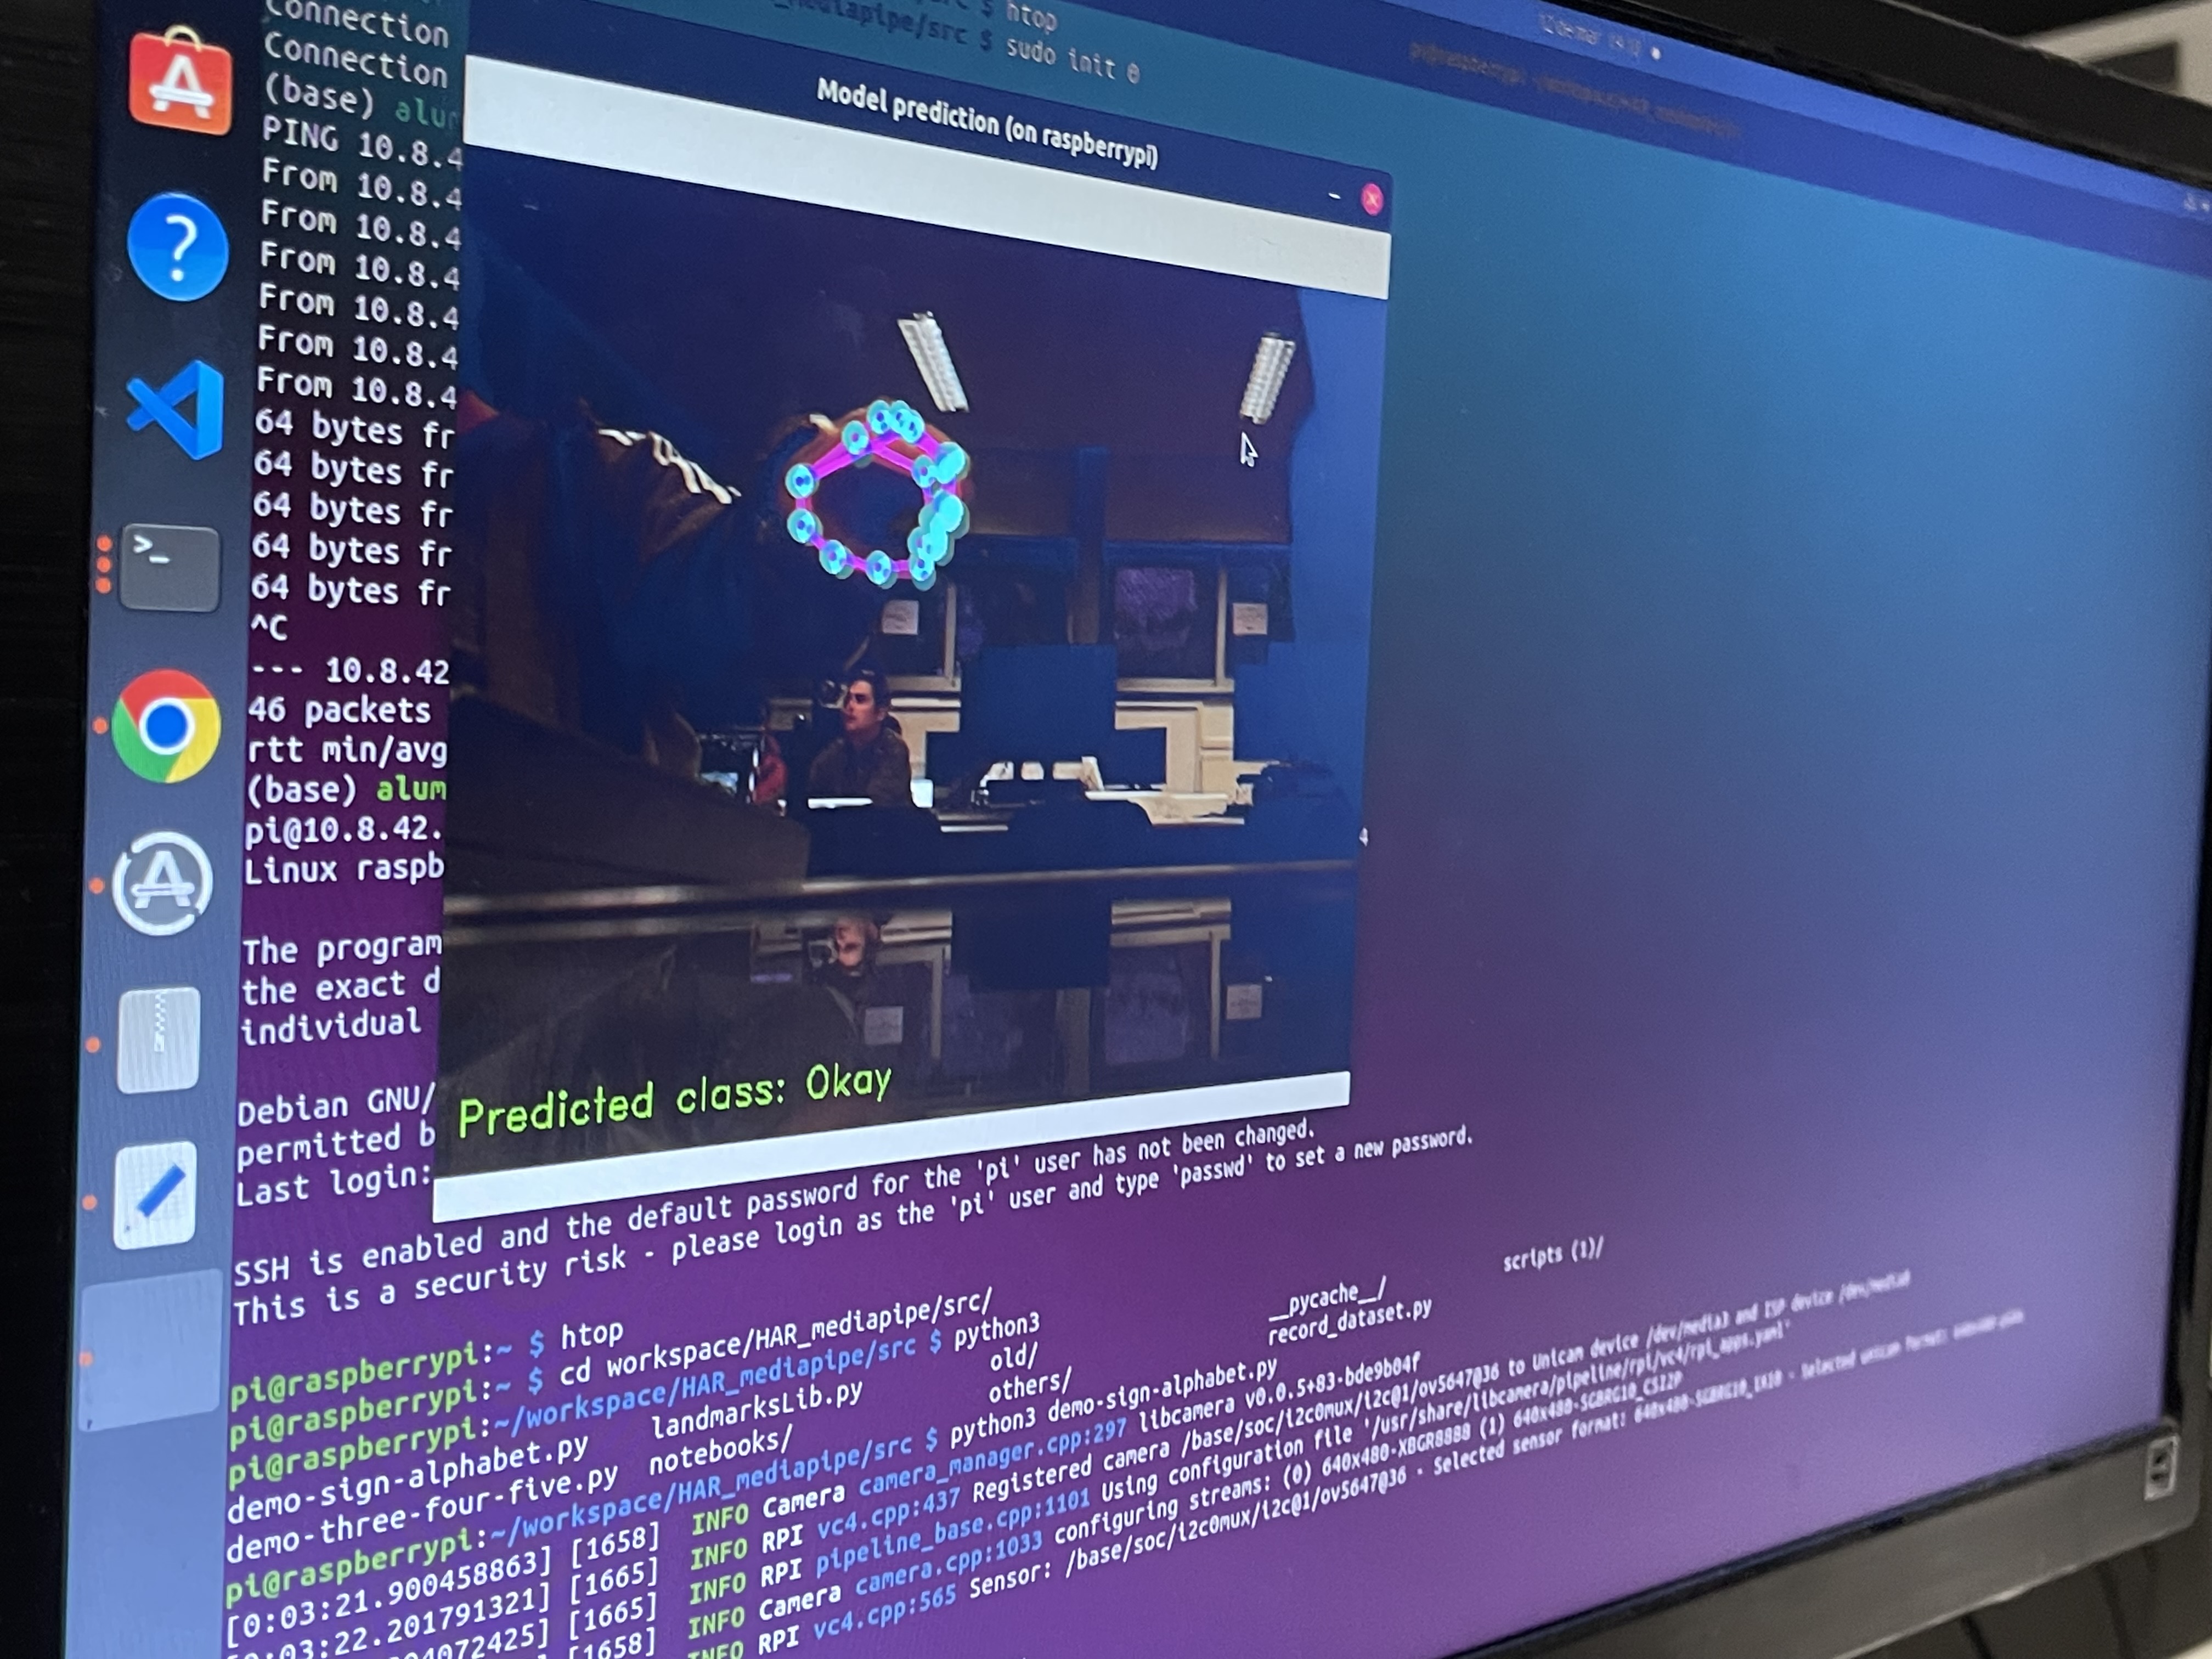 htop
_mediapipe/src $ sudo init 0
Connection
Connection
(base) alum
PING 10.8.4
From 10.8.4
From 10.8.4
From 10.8.4
From 10.8.4
From 10.8.4
From 10.8.4
64 bytes fr
64 bytes fr
64 bytes fr
64 bytes fr
64 bytes fr
^C
--- 10.8.42
46 packets
rtt min/avg
(base) alum
pi@10.8.42.
Linux raspb
The program
the exact d
individual
Debian GNU/
permitted b
Last login:
Model prediction (on raspberrypi)
Predicted class: Okay
SSH is enabled and the default password for the 'pi' user has not been changed.
This is a security risk - please login as the 'pi' user and type 'passwd' to set a new password.
pi@raspberrypi:~ $ htop
pi@raspberrypi:~ $ cd workspace/HAR_mediapipe/src/
pi@raspberrypi:~/workspace/HAR_mediapipe/src $ python3
demo-sign-alphabet.py landmarksLib.py old/ __pycache__/ scripts (1)/
demo-three-four-five.py notebooks/ others/ record_dataset.py
pi@raspberrypi:~/workspace/HAR_mediapipe/src $ python3 demo-sign-alphabet.py
[0:03:21.900458863] [1658] INFO Camera camera_manager.cpp:297 libcamera v0.0.5+83-bde9b04f
:03:22.201791321] [1665] INFO RPI vc4.cpp:437 Registered camera /base/soc/i2c0mux/i2c@1/ov5647@36 to Unicam device /dev/media3 and ISP device /dev/media0
04072425] [1665] INFO RPI pipeline_base.cpp:1101 Using configuration file '/usr/share/libcamera/pipeline/rpi/vc4/rpi_apps.yaml'
[1658] INFO Camera camera.cpp:1033 configuring streams: (0) 640x480-XBGR8888 (1) 640x480-SGBRG10_CSI2P
INFO RPI vc4.cpp:565 Sensor: /base/soc/i2c0mux/i2c@1/ov5647@36 - Selected sensor format: 640x480-SGBRG10_1X10 - Selected unicam format: